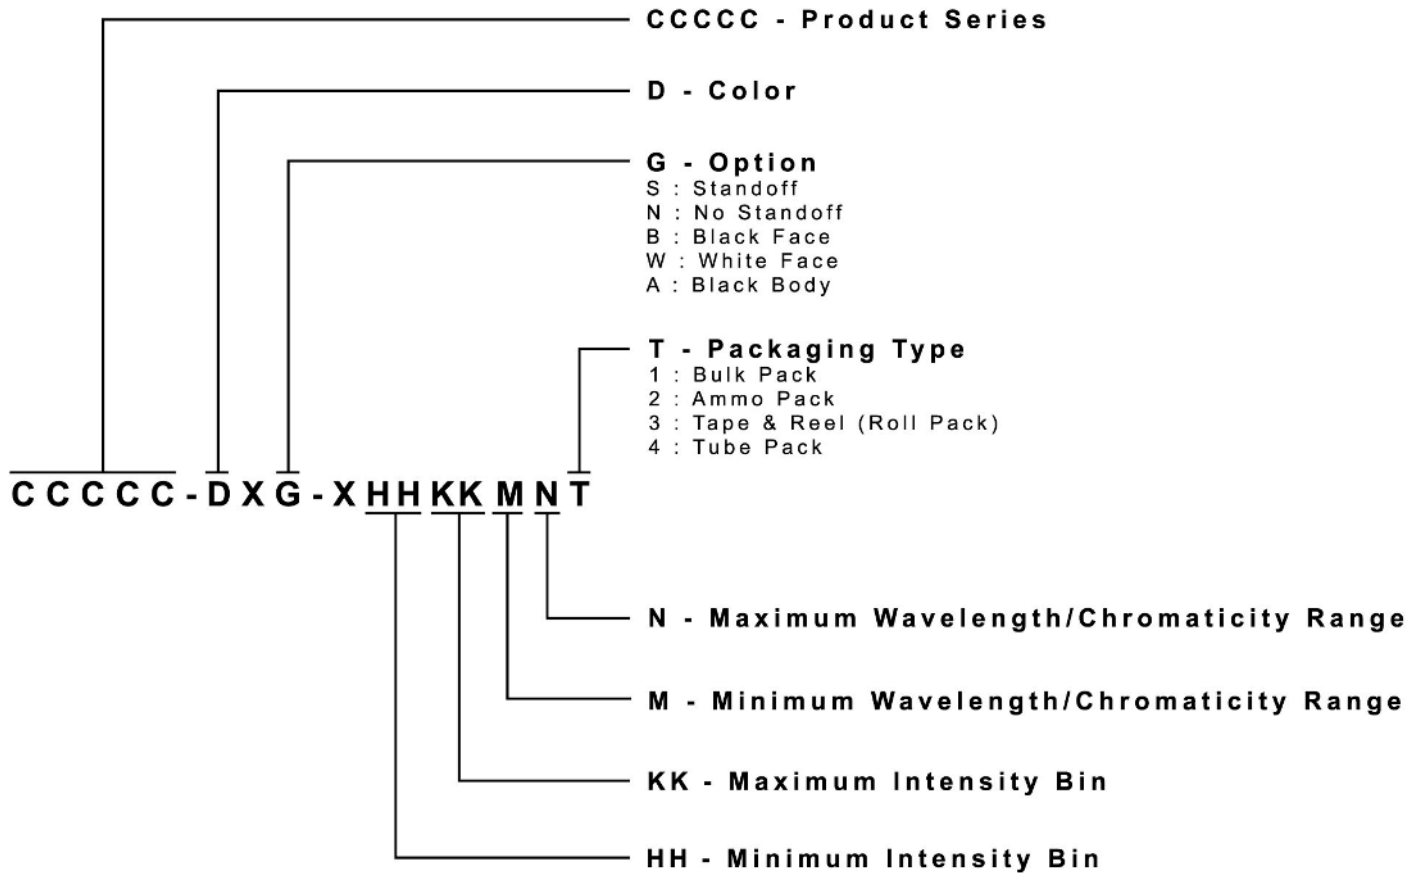 CCCCC - Product Series
D - Color
G - Option
S : Standoff
N : No Standoff
B : Black Face
W : White Face
A : Black Body
T - Packaging Type
1 : Bulk Pack
2 : Ammo Pack
3 : Tape & Reel (Roll Pack)
4 : Tube Pack
CCCCC-DXG-XHHKKMNT
N - Maximum Wavelength/Chromaticity Range
M - Minimum Wavelength/Chromaticity Range
KK - Maximum Intensity Bin
HH - Minimum Intensity Bin